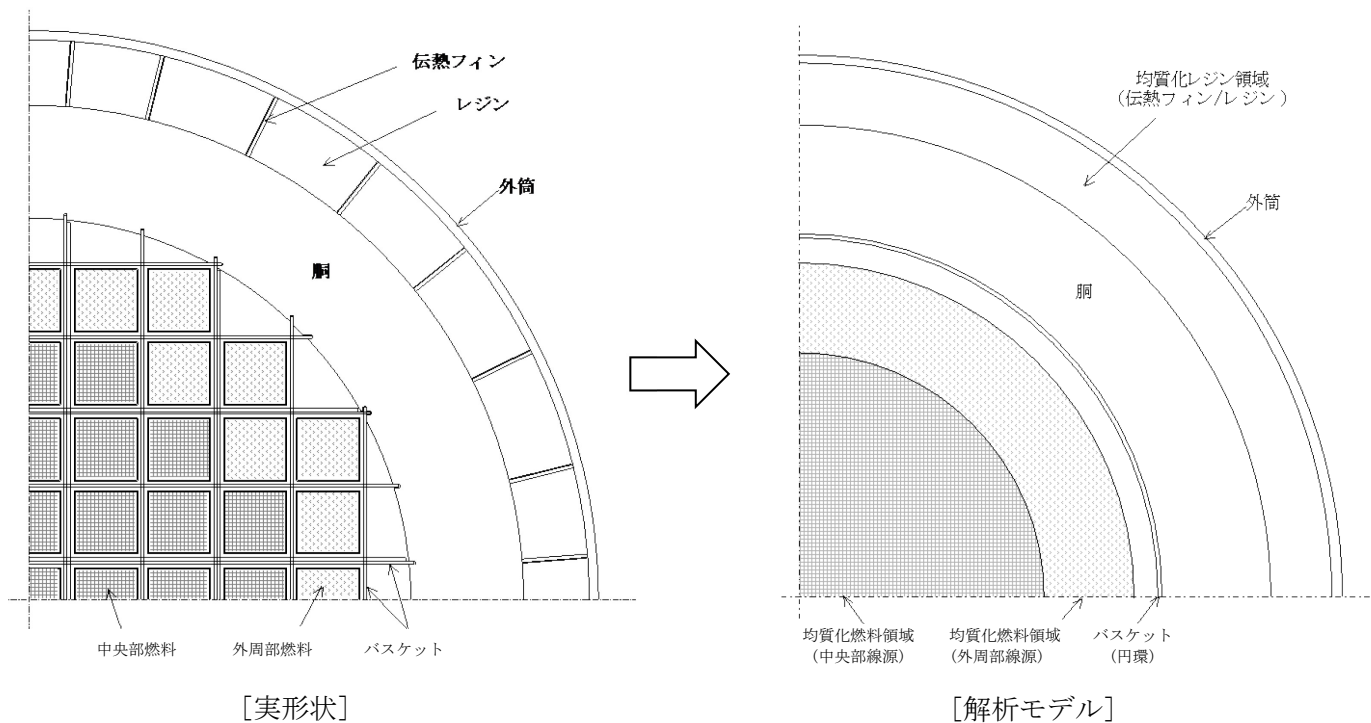 伝熱フィン
レジン
外筒
胴
中央部燃料
外周部燃料
バスケット
[実形状]
均質化レジン領域
(伝熱フィン/レジン)
外筒
胴
均質化燃料領域
(中央部線源)
均質化燃料領域
(外周部線源)
バスケット
(円環)
[解析モデル]